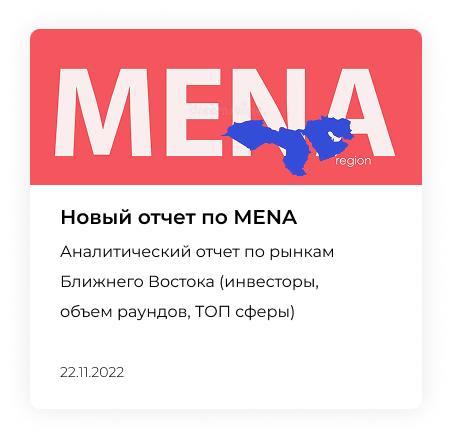 MENA
region
Новый отчет по MENA
Аналитический отчет по рынкам
Ближнего Востока (инвесторы,
объем раундов, ТОП сферы)
22.11.2022